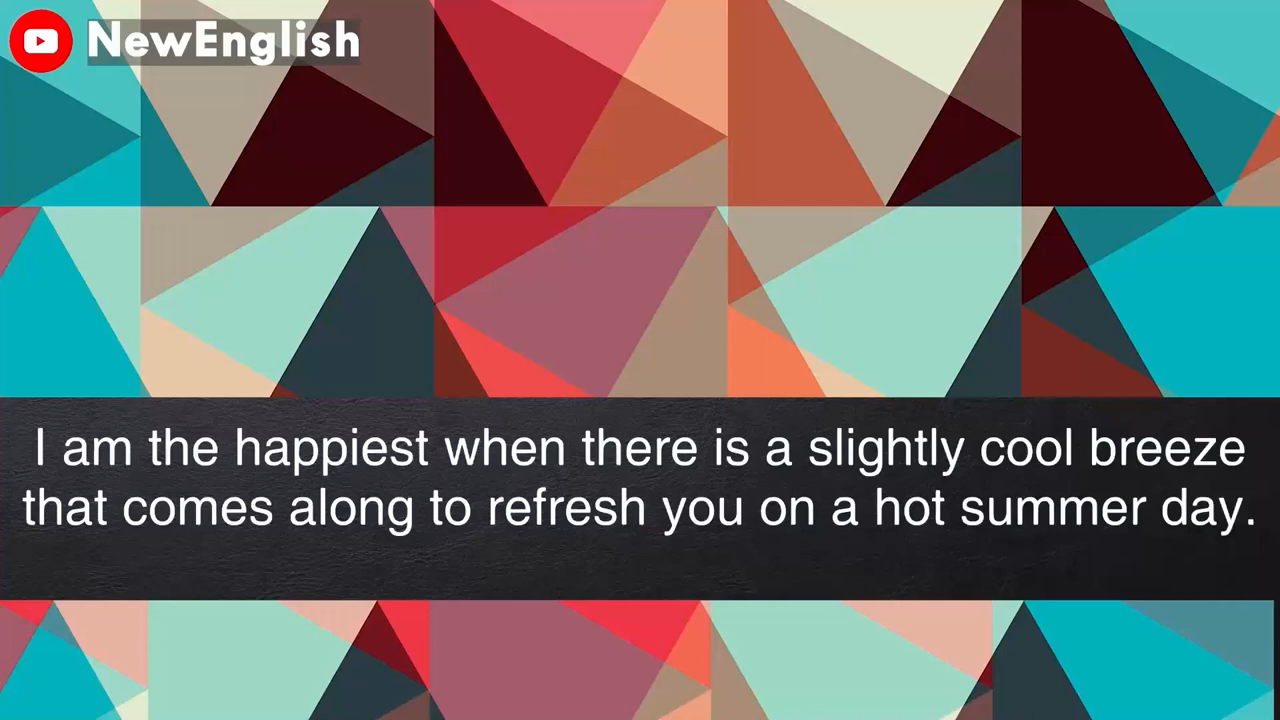 NewEnglish
I am the happiest when there is a slightly cool breeze
that comes along to refresh you on a hot summer day.